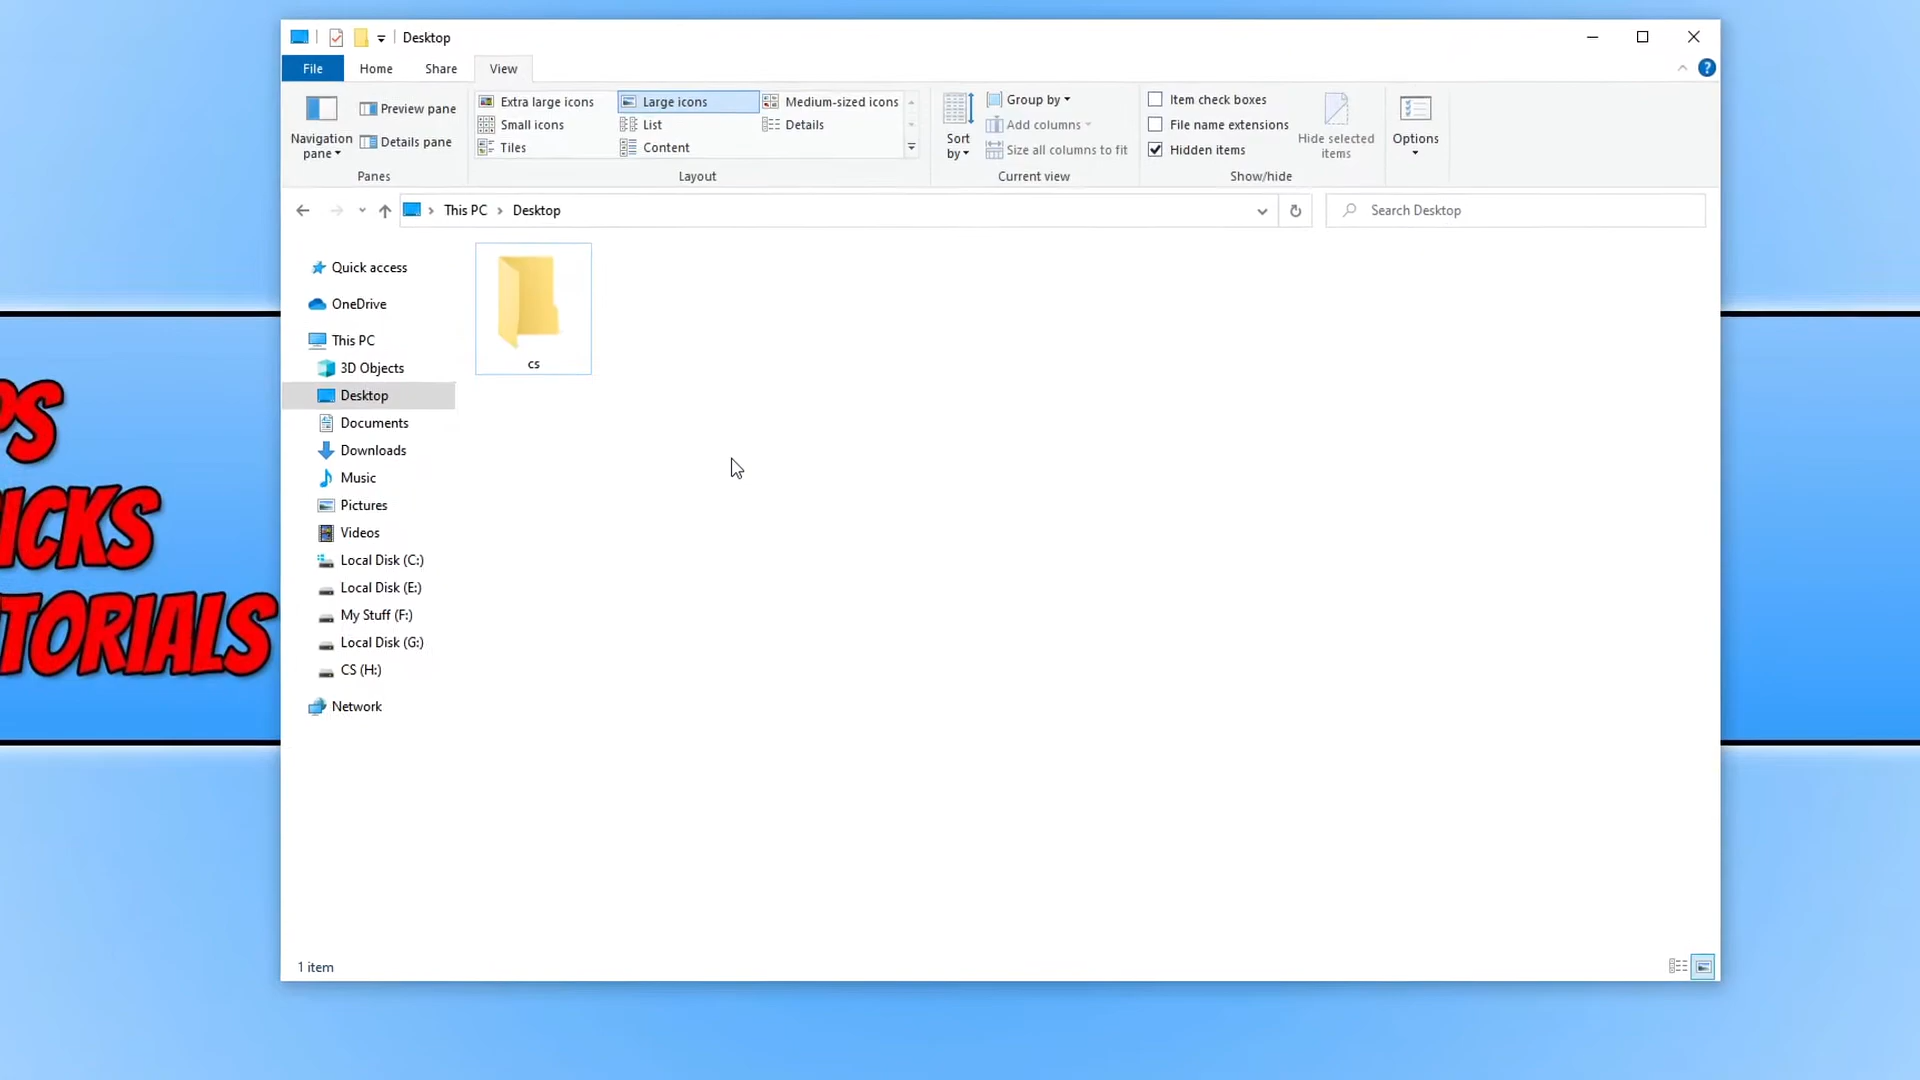 Desktop
File Home Share View
Navigation pane
Preview pane
Details pane
Panes
Extra large icons Large icons Medium-sized icons
Small icons List Details
Tiles Content
Layout
Sort by
Group by
Add columns
Size all columns to fit
Current view
Item check boxes
File name extensions
Hidden items
Hide selected items
Show/hide
Options
This PC Desktop
Search Desktop
Quick access
OneDrive
This PC
3D Objects
Desktop
Documents
Downloads
Music
Pictures
Videos
Local Disk (C:)
Local Disk (E:)
My Stuff (F:)
Local Disk (G:)
CS (H:)
Network
cs
1 item
PS
ICKS
TORIALS